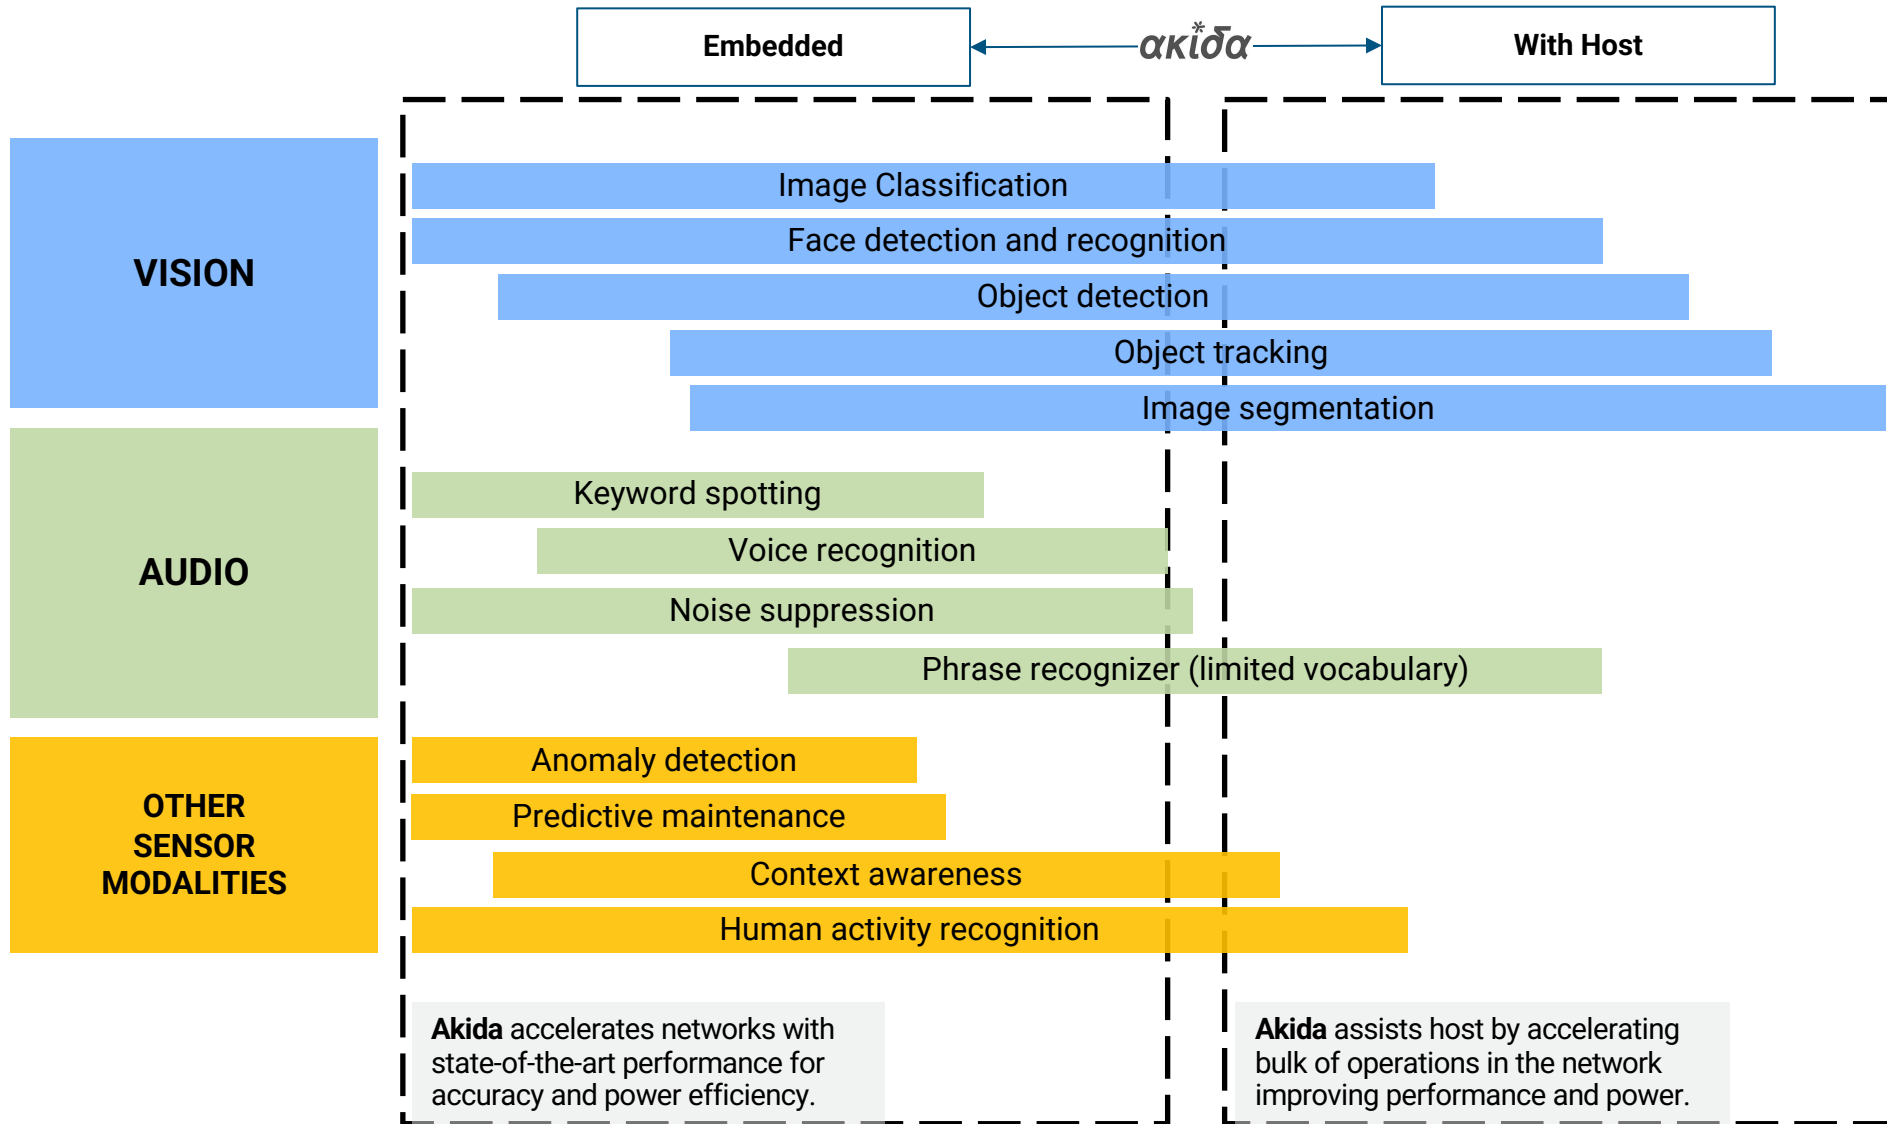 Embedded
ακίδα
With Host
VISION
Image Classification
Face detection and recognition
Object detection
Object tracking
Image segmentation
AUDIO
Keyword spotting
Voice recognition
Noise suppression
Phrase recognizer (limited vocabulary)
OTHER
SENSOR
MODALITIES
Anomaly detection
Predictive maintenance
Context awareness
Human activity recognition
Akida accelerates networks with
state-of-the-art performance for
accuracy and power efficiency.
Akida assists host by accelerating
bulk of operations in the network
improving performance and power.